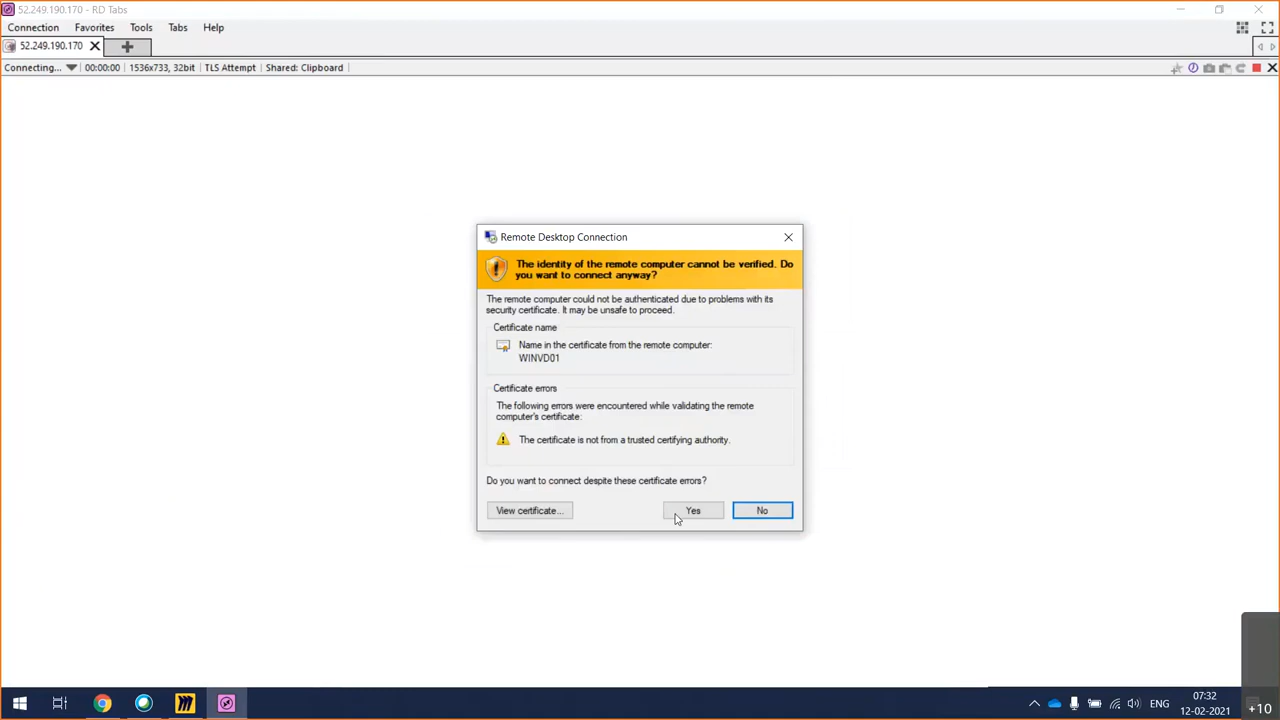 52.249.190.170 - RD Tabs
Connection Favorites Tools Tabs Help
52.249.190.170
Connecting... 00:00:00 1536x733, 32bit TLS Attempt Shared: Clipboard
Remote Desktop Connection
The identity of the remote computer cannot be verified. Do
you want to connect anyway?
The remote computer could not be authenticated due to problems with its
security certificate. It may be unsafe to proceed.
Certificate name
Name in the certificate from the remote computer:
WINVD01
Certificate errors
The following errors were encountered while validating the remote
computer's certificate:
The certificate is not from a trusted certifying authority.
Do you want to connect despite these certificate errors?
View certificate... Yes No
ENG
07:32
12-02-2021
+10